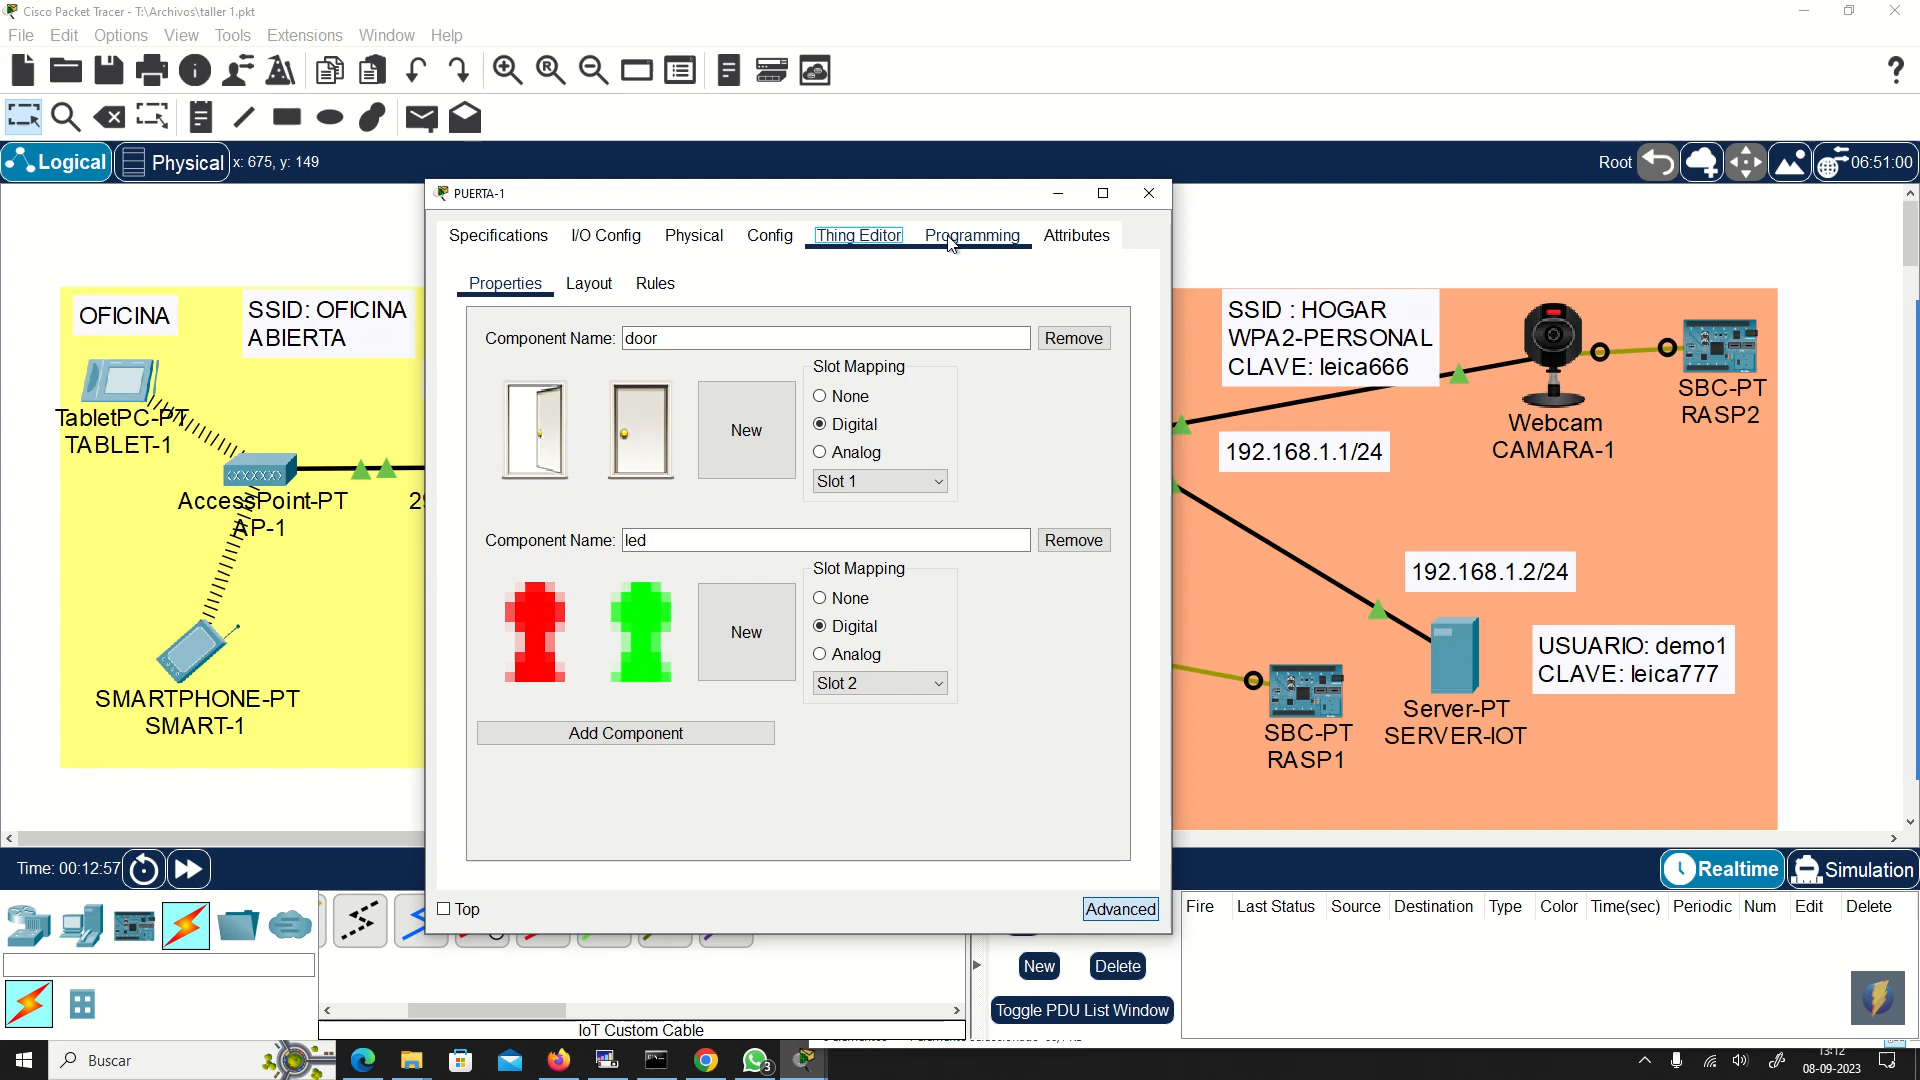 Cisco Packet Tracer - T:\Archivos\taller 1.pkt
File Edit Options View Tools Extensions Window Help
?
Logical Physical x: 675, y: 149 Root 06:51:00
PUERTA-1
Specifications I/O Config Physical Config Thing Editor Programming Attributes
Properties Layout Rules
Component Name: door Remove
Slot Mapping
None
New
Digital
Analog
Slot 1
Component Name: led Remove
Slot Mapping
None
New
Digital
Analog
Slot 2
Add Component
Top Advanced
OFICINA
SSID: OFICINA
ABIERTA
TabletPC-PT
TABLET-1
AccessPoint-PT
AP-1
29
SMARTPHONE-PT
SMART-1
SSID : HOGAR
WPA2-PERSONAL
CLAVE: leica666
SBC-PT
RASP2
Webcam
CAMARA-1
192.168.1.1/24
192.168.1.2/24
USUARIO: demo1
CLAVE: leica777
Server-PT
SERVER-IOT
SBC-PT
RASP1
Time: 00:12:57 Realtime Simulation
Fire Last Status Source Destination Type Color Time(sec) Periodic Num Edit Delete
New Delete
Toggle PDU List Window
IoT Custom Cable
Buscar
3
13:12
08-09-2023